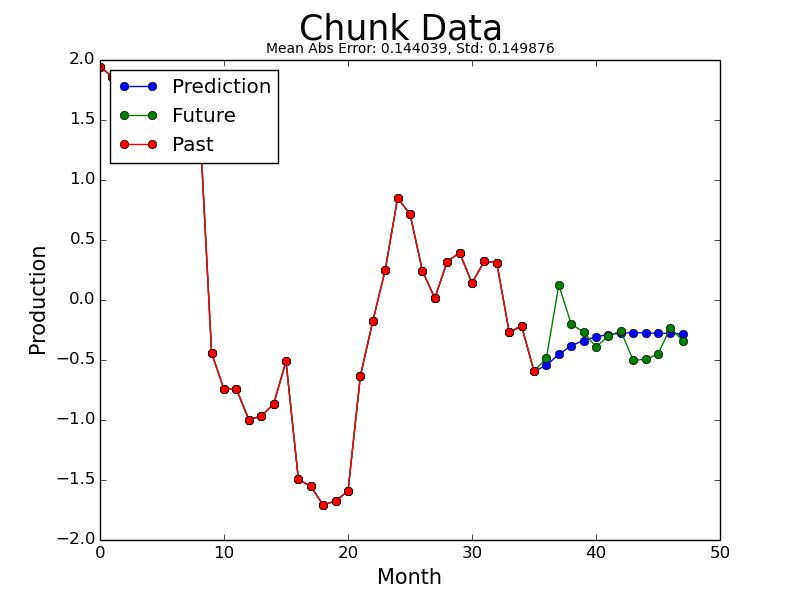 Chunk Data
Mean Abs Error: 0.144039, Std: 0.149876
Prediction
Future
Past
Production
2.0
1.5
1.0
0.5
0.0
−0.5
−1.0
−1.5
−2.0
0 10 20 30 40 50
Month